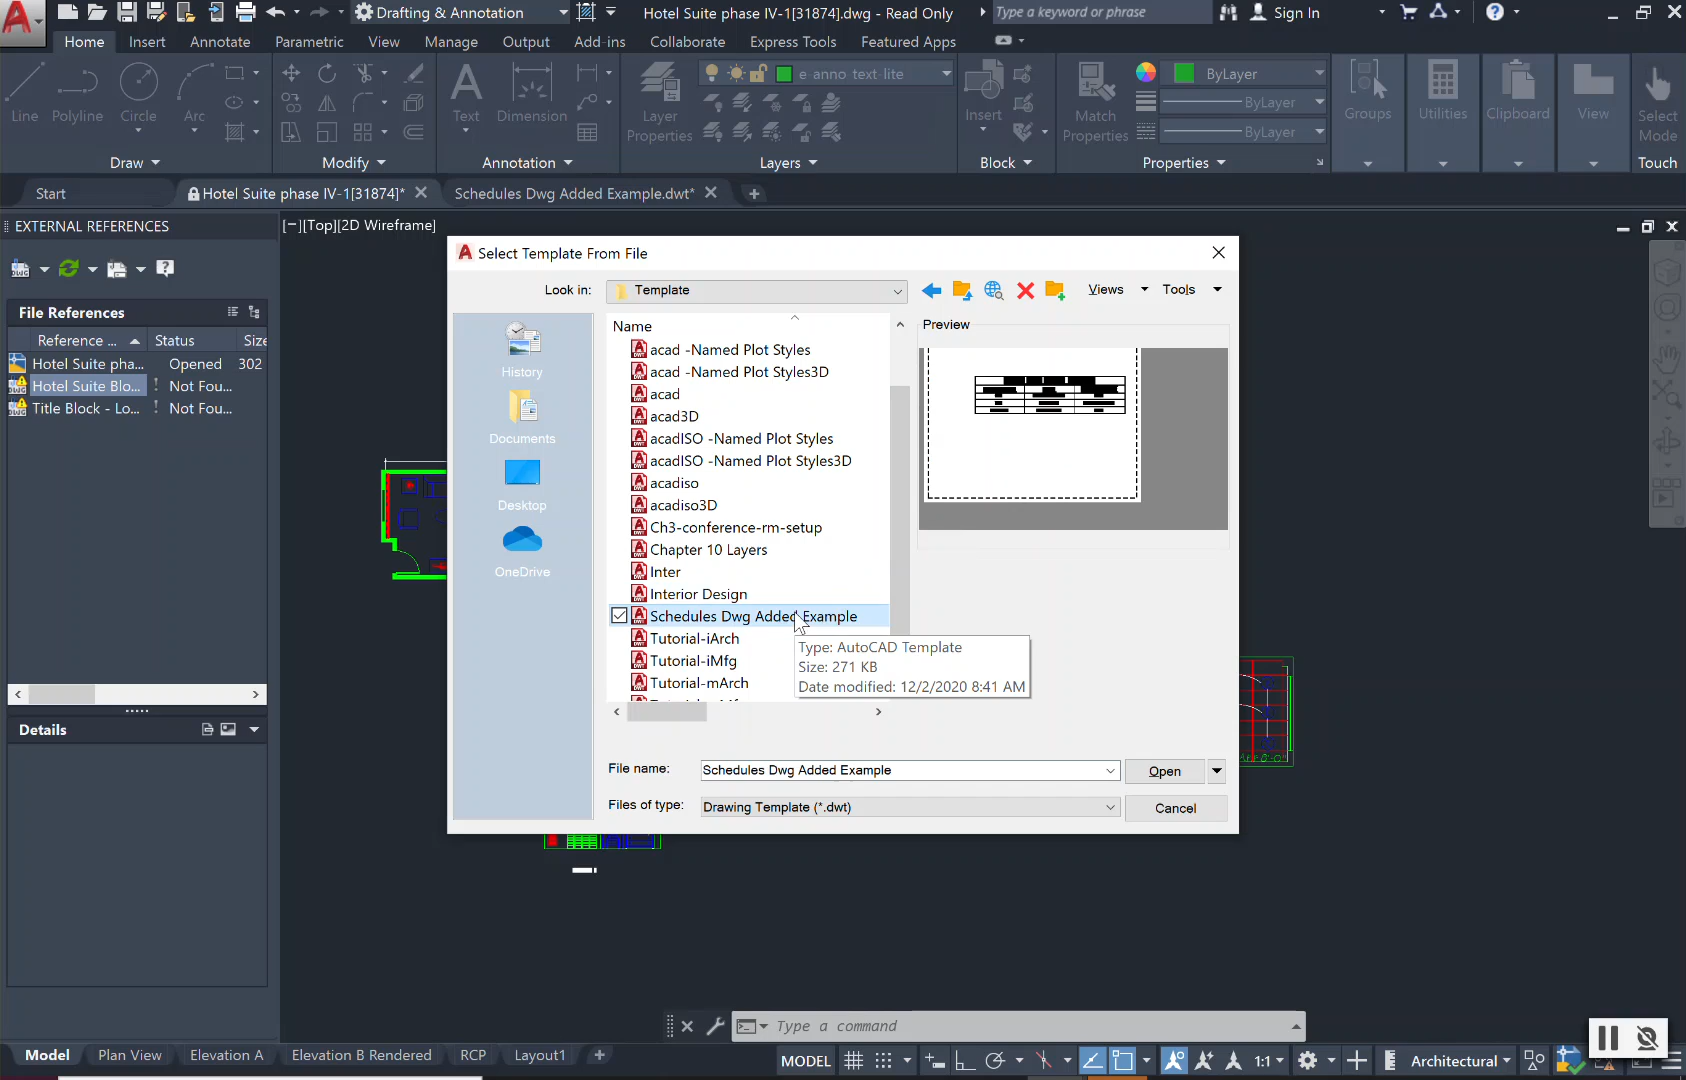 Drafting & Annotation
Hotel Suite phase IV-1[31874].dwg - Read Only
Type a keyword or phrase
Sign In
Home Insert Annotate Parametric View Manage Output Add-ins Collaborate Express Tools Featured Apps
Line Polyline Circle Arc
Text Dimension
Layer
Properties
e-anno text-lite
Insert
Match
Properties
ByLayer
ByLayer
ByLayer
Groups Utilities Clipboard View
Select
Mode
Draw Modify Annotation Layers Block Properties Touch
Start Hotel Suite phase IV-1[31874]* Schedules Dwg Added Example.dwt*
EXTERNAL REFERENCES
[−][Top][2D Wireframe]
File References
Reference ... Status Size
Hotel Suite pha... Opened 302
Hotel Suite Blo... ! Not Fou...
Title Block - Lo... ! Not Fou...
Details
Select Template From File
Look in: Template
Views Tools
History
Documents
Desktop
OneDrive
Name
acad -Named Plot Styles
acad -Named Plot Styles3D
acad
acad3D
acadISO -Named Plot Styles
acadISO -Named Plot Styles3D
acadiso
acadiso3D
Ch3-conference-rm-setup
Chapter 10 Layers
Inter
Interior Design
Schedules Dwg Added Example
Tutorial-iArch
Tutorial-iMfg
Tutorial-mArch
Type: AutoCAD Template
Size: 271 KB
Date modified: 12/2/2020 8:41 AM
Preview
File name: Schedules Dwg Added Example Open
Files of type: Drawing Template (*.dwt) Cancel
Type a command
Model Plan View Elevation A Elevation B Rendered RCP Layout1
MODEL 1:1 Architectural